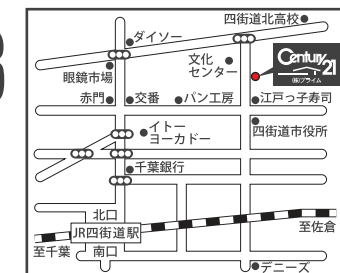 四街道北高校
ダイソー
文化
センター
Century 21
㈱プライム
眼鏡市場
赤門
交番
パン工房
江戸っ子寿司
イトー
ヨーカドー
四街道市役所
千葉銀行
北口
JR四街道駅
南口
至千葉
至佐倉
デニーズ